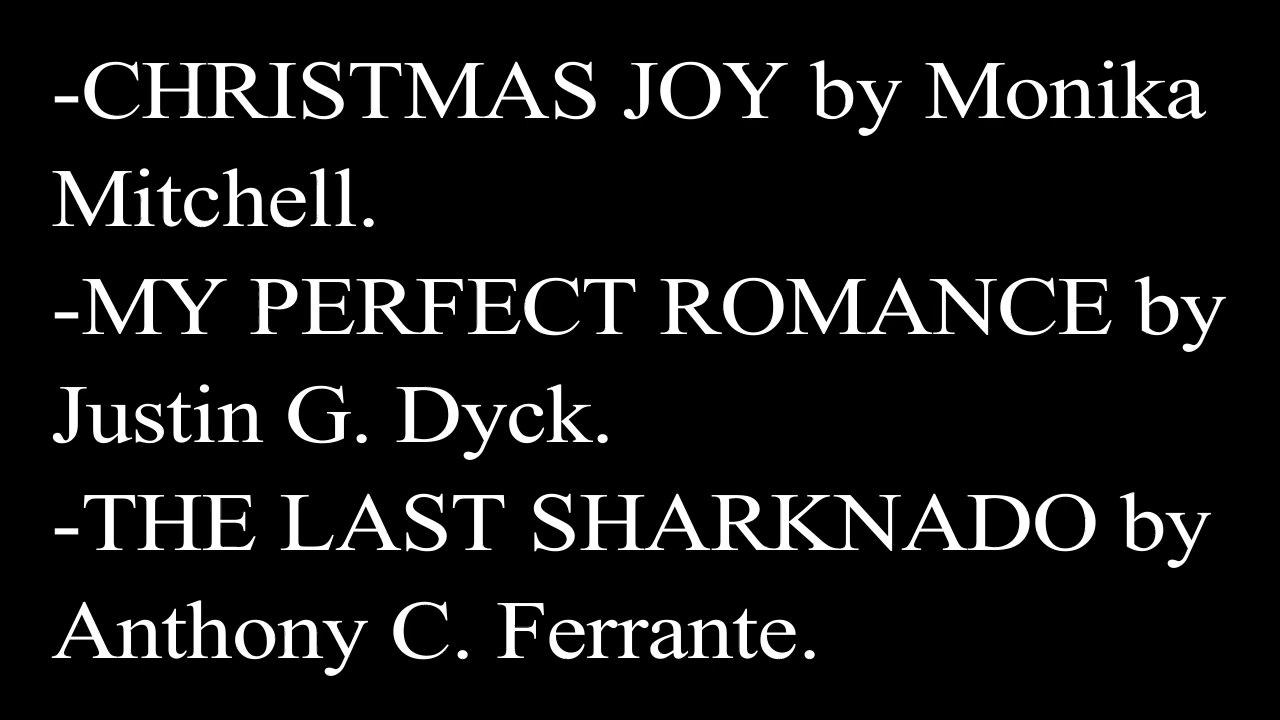 -CHRISTMAS JOY by Monika
Mitchell.
-MY PERFECT ROMANCE by
Justin G. Dyck.
-THE LAST SHARKNADO by
Anthony C. Ferrante.